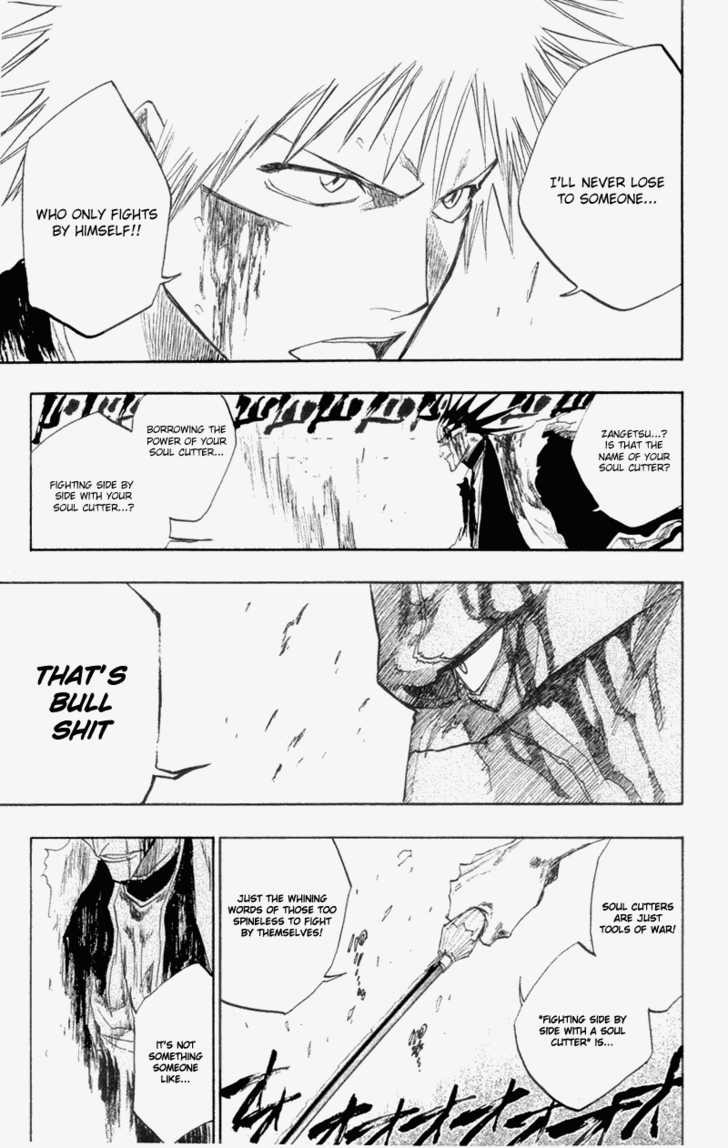 I'LL NEVER LOSE
TO SOMEONE...
WHO ONLY FIGHTS
BY HIMSELF!!
ZANGETSU...?
IS THAT THE
NAME OF YOUR
SOUL CUTTER?
BORROWING THE
POWER OF YOUR
SOUL CUTTER...
FIGHTING SIDE BY
SIDE WITH YOUR
SOUL CUTTER...?
THAT'S
BULL
SHIT
SOUL CUTTERS
ARE JUST
TOOLS OF WAR!
"FIGHTING SIDE BY
SIDE WITH A SOUL
CUTTER" IS...
JUST THE WHINING
WORDS OF THOSE TOO
SPINELESS TO FIGHT
BY THEMSELVES!
IT'S NOT
SOMETHING
SOMEONE
LIKE...